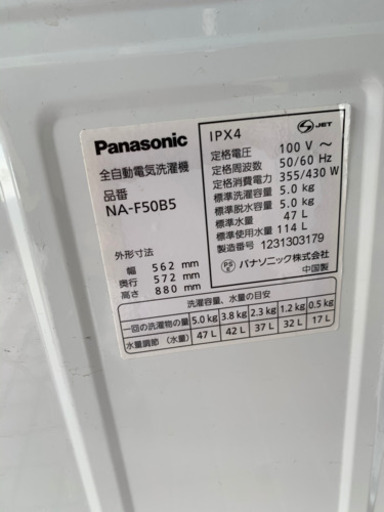 Panasonic
全自動電気洗濯機
品番
NA-F50B5
外形寸法
幅 562 mm
奥行 572 mm
高さ 880 mm
IPX4
S JET
定格電圧 100 V ～
定格周波数 50/60 Hz
定格消費電力 355/430 W
標準洗濯容量 5.0 kg
標準脱水容量 5.0 kg
標準水量 47 L
標準使用水量 114 L
製造番号 1231303179
PSE パナソニック株式会社
中国製
洗濯容量、水量の目安
一回の洗濯物の量 5.0 kg 3.8 kg 2.3 kg 1.2 kg 0.5 kg
水量調節 (水量) 47 L 42 L 37 L 32 L 17 L